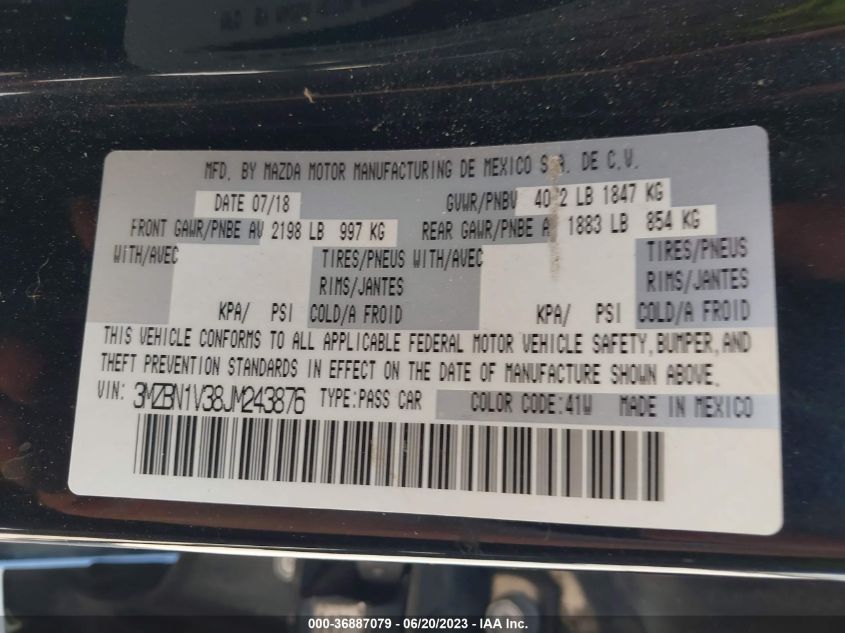 MFD. BY MAZDA MOTOR MANUFACTURING DE MEXICO S.A. DE C.V.
DATE 07/18 GVWR/PNBV LB 1847 KG
FRONT GAWR/PNBE AV 2198 LB 997 KG REAR GAWR/PNBE 1883 LB 854 KG
WITH/AVEC TIRES/PNEUS WITH/AVEC TIRES/PNEUS
RIMS/JANTES RIMS/JANTES
KPA/ PSI COLD/A FROID KPA/ PSI COLD/A FROID
THIS VEHICLE CONFORMS TO ALL APPLICABLE FEDERAL MOTOR VEHICLE SAFETY, BUMPER, AND
THEFT PREVENTION STANDARDS IN EFFECT ON THE DATE OF MANUFACTURE SHOWN ABOVE.
VIN: 3MZBN1V38JM243876 TYPE:PASS CAR COLOR CODE:41W MADE IN MEXICO
000-36887079 - 06/20/2023 - IAA Inc.